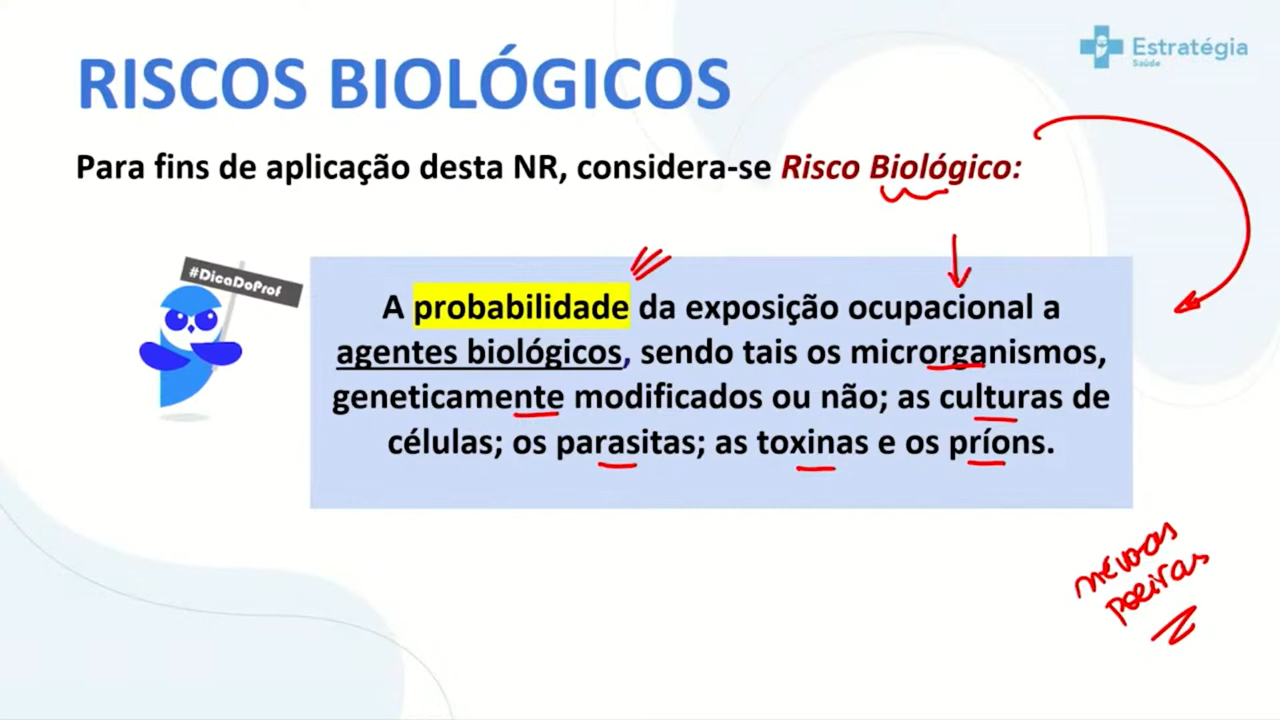 RISCOS BIOLÓGICOS
Estratégia
Saúde
Para fins de aplicação desta NR, considera-se Risco Biológico:
#DicaDoProf
A probabilidade da exposição ocupacional a
agentes biológicos, sendo tais os microrganismos,
geneticamente modificados ou não; as culturas de
células; os parasitas; as toxinas e os príons.
névoas
poeiras